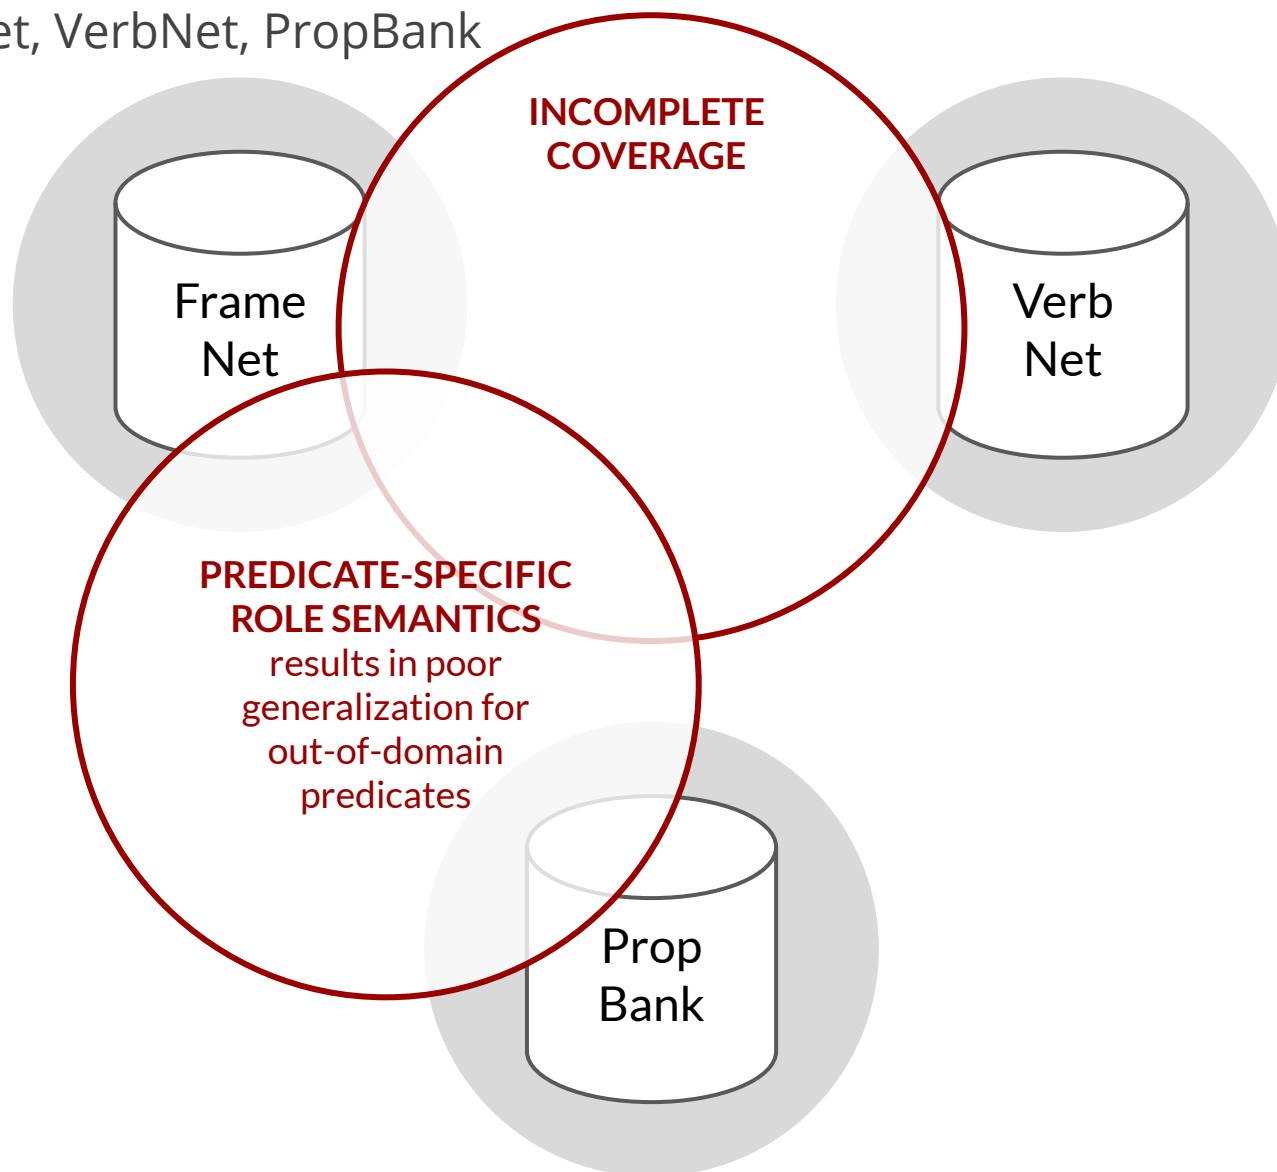 et, VerbNet, PropBank
INCOMPLETE
COVERAGE
Frame
Net
Verb
Net
PREDICATE-SPECIFIC
ROLE SEMANTICS
results in poor
generalization for
out-of-domain
predicates
Prop
Bank